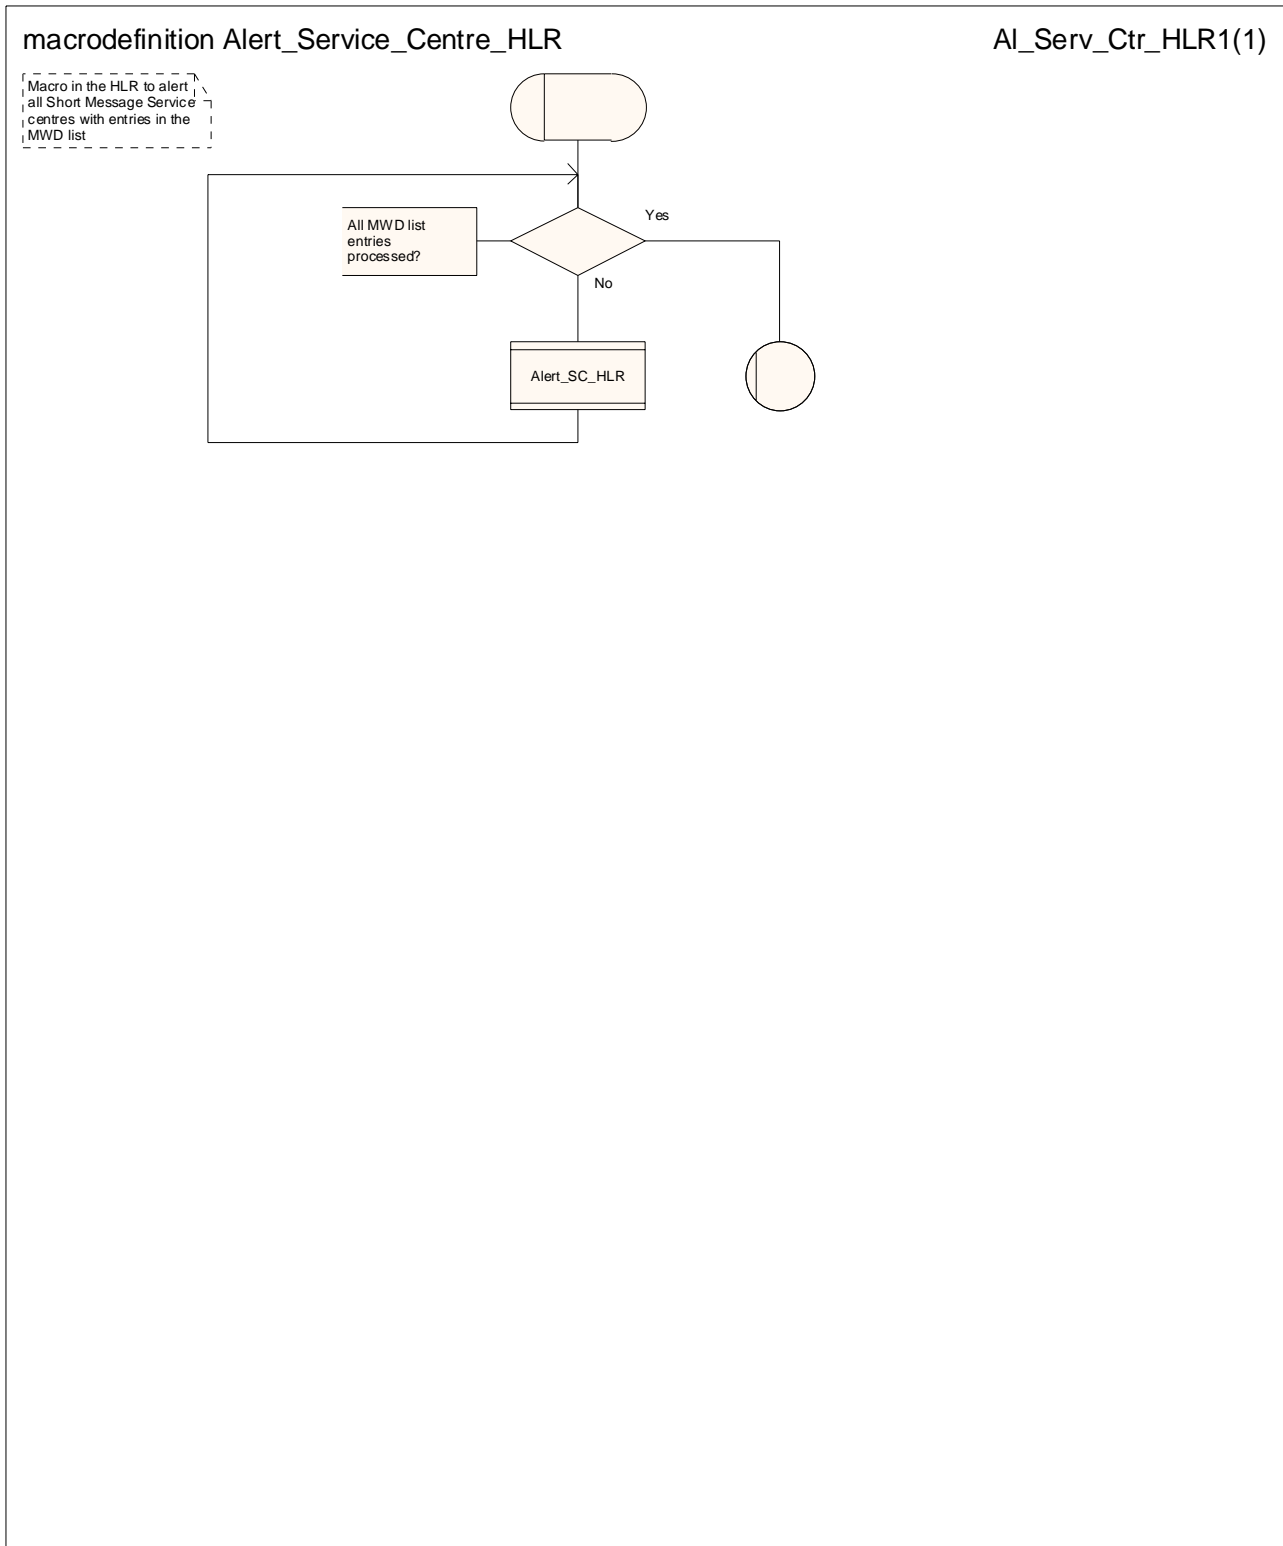 macrodefinition Alert_Service_Centre_HLR
Al_Serv_Ctr_HLR1(1)
Macro in the HLR to alert
all Short Message Service
centres with entries in the
MWD list
All MWD list
entries
processed?
Yes
No
Alert_SC_HLR